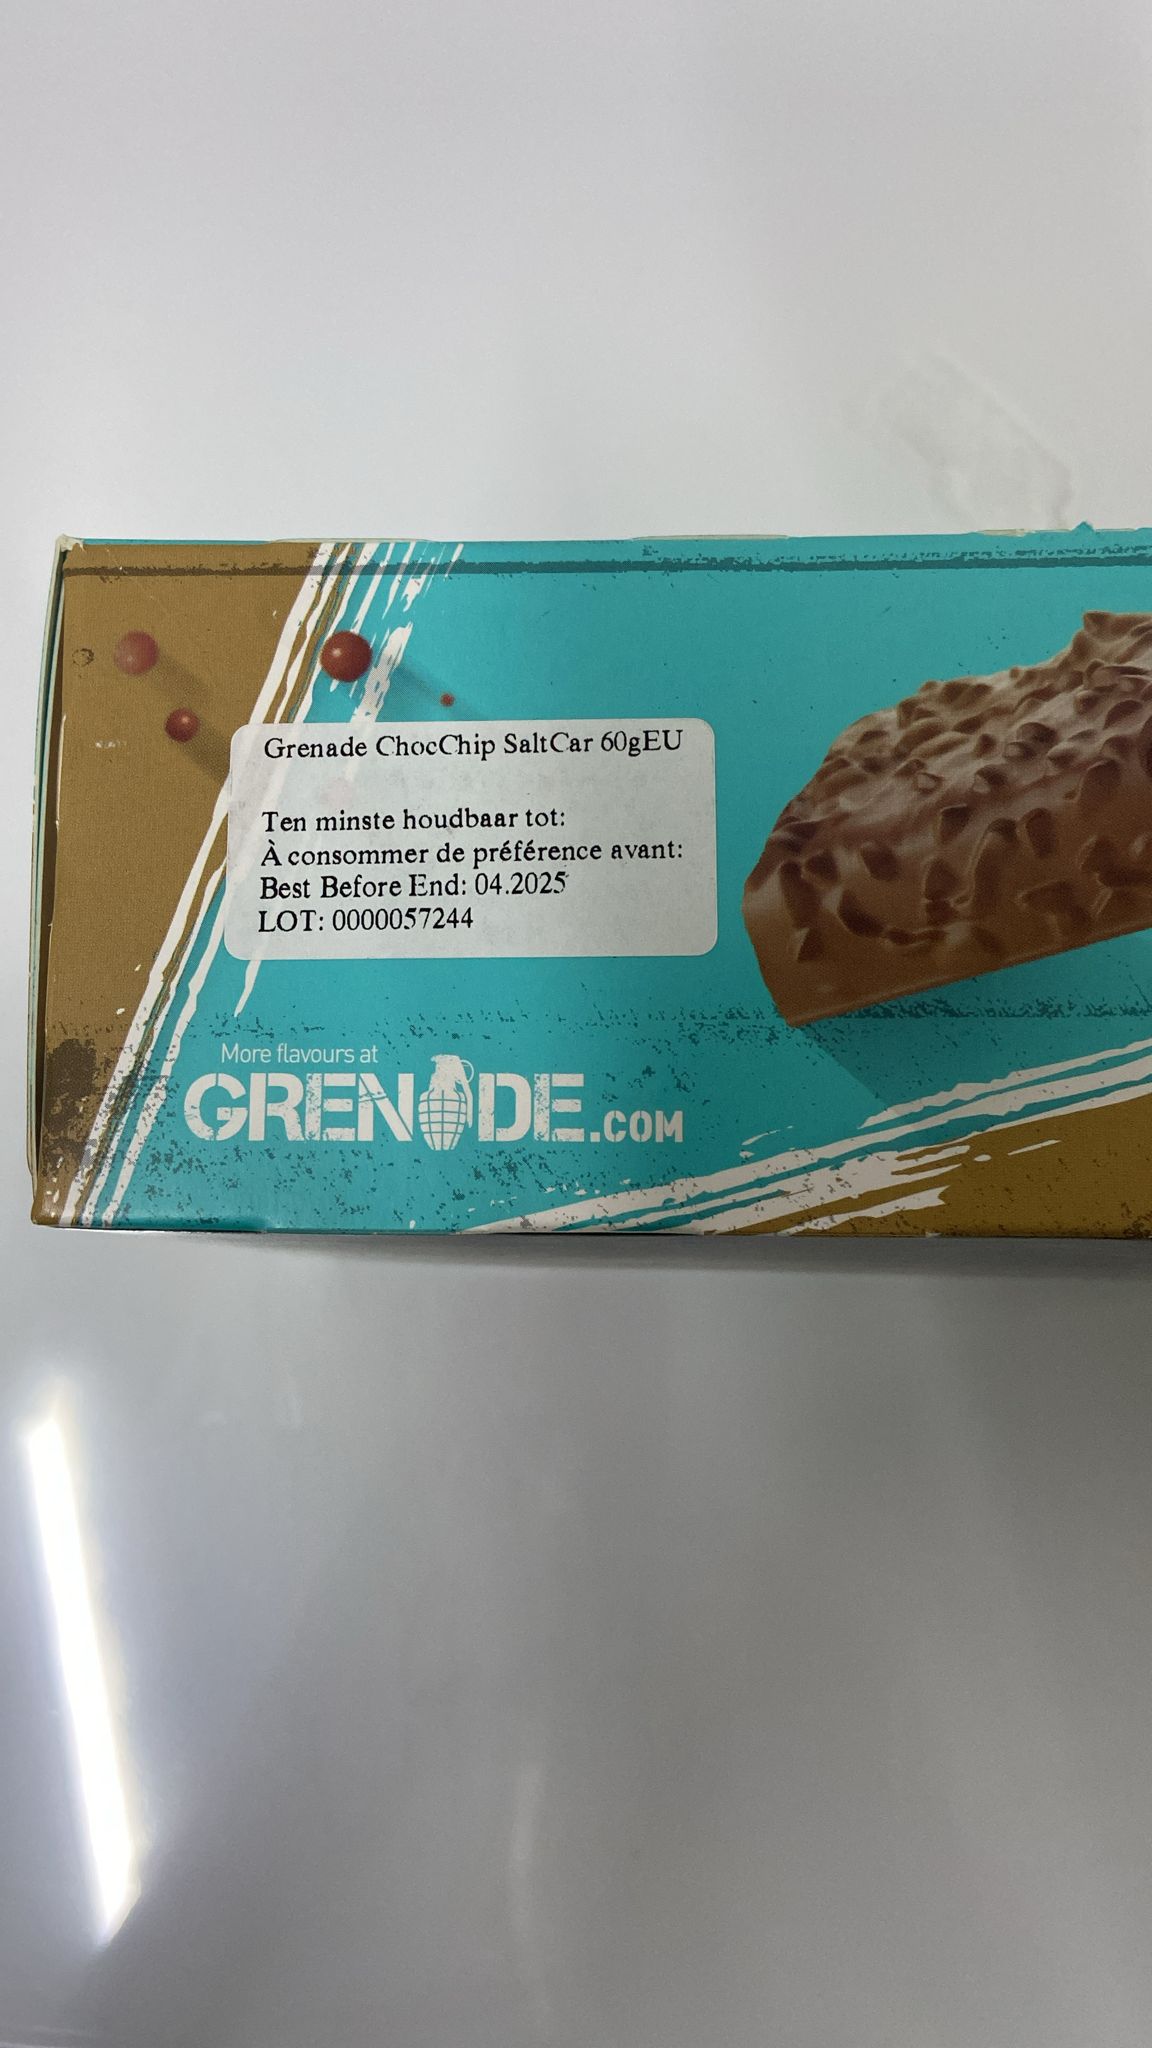 Grenade ChocChip SaltCar 60gEU
Ten minste houdbaar tot:
À consommer de préférence avant:
Best Before End: 04.2025
LOT: 0000057244
More flavours at
GRENADE.COM